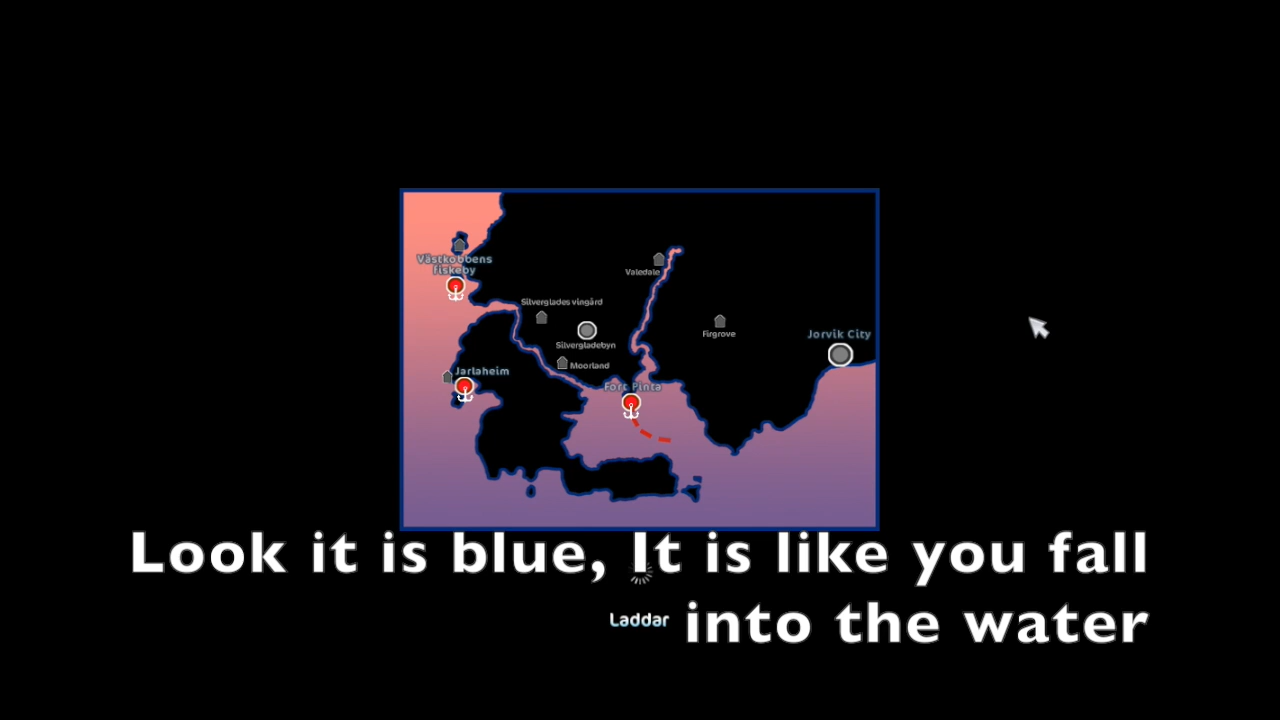 Västkobbens
fiskeby
Valedale
Silverglades vingård
Firgrove
Jorvik City
Silvergladebyn
Moorland
Jarlaheim
Fort Pinta
Look it is blue, It is like you fall
Laddar
into the water